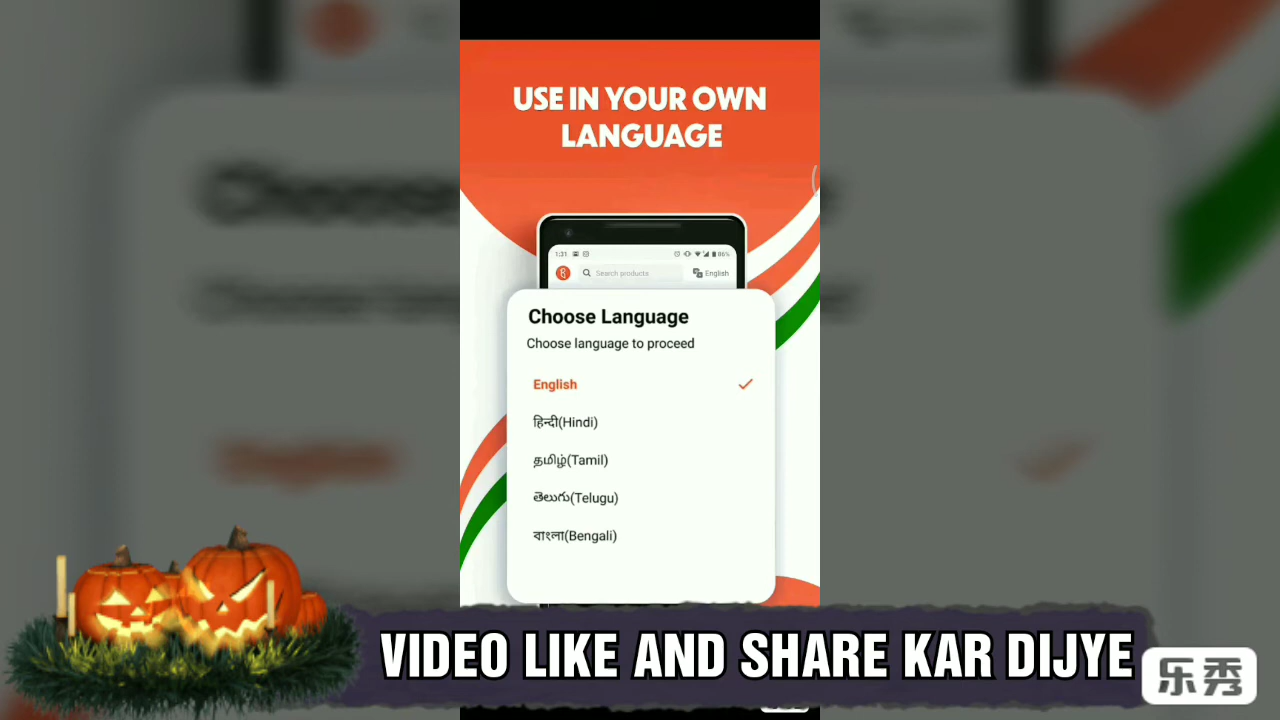 USE IN YOUR OWN
LANGUAGE
1:31
86%
Search products
English
Choose Language
Choose language to proceed
English
हिन्दी(Hindi)
தமிழ்(Tamil)
తెలుగు(Telugu)
বাংলা(Bengali)
VIDEO LIKE AND SHARE KAR DIJYE
乐秀